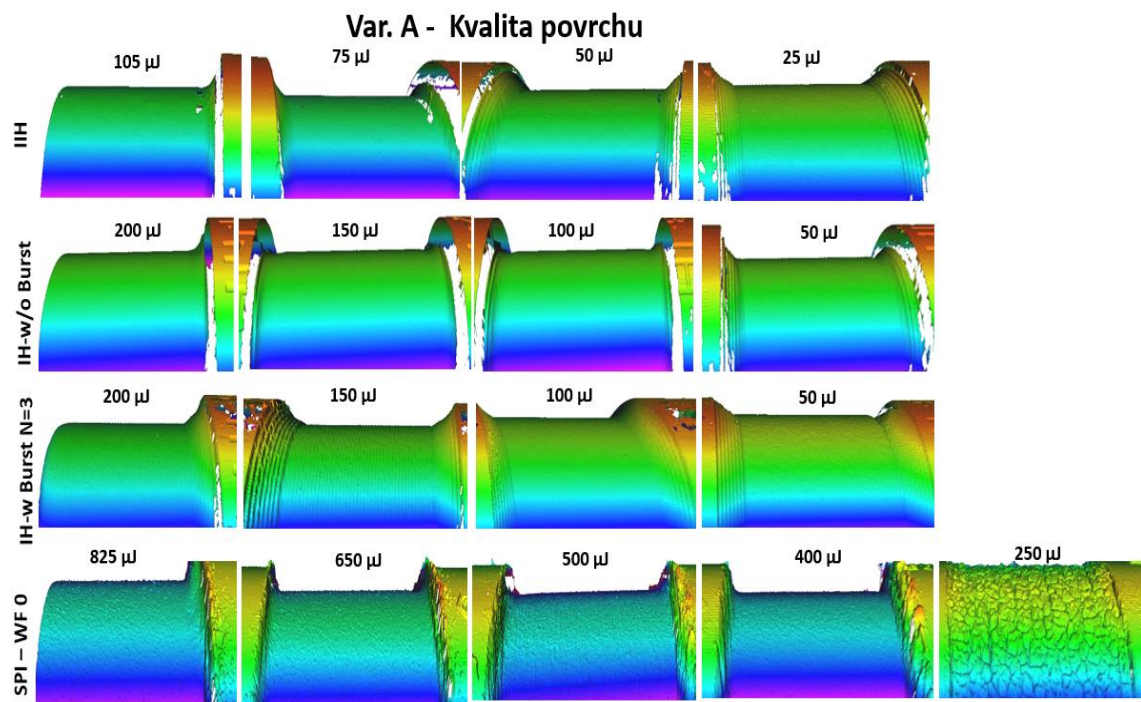 Var. A - Kvalita povrchu
105 µJ 75 µJ 50 µJ 25 µJ
IIH
200 µJ 150 µJ 100 µJ 50 µJ
IH-w/o Burst
200 µJ 150 µJ 100 µJ 50 µJ
IH-w Burst N=3
825 µJ 650 µJ 500 µJ 400 µJ 250 µJ
SPI – WF 0